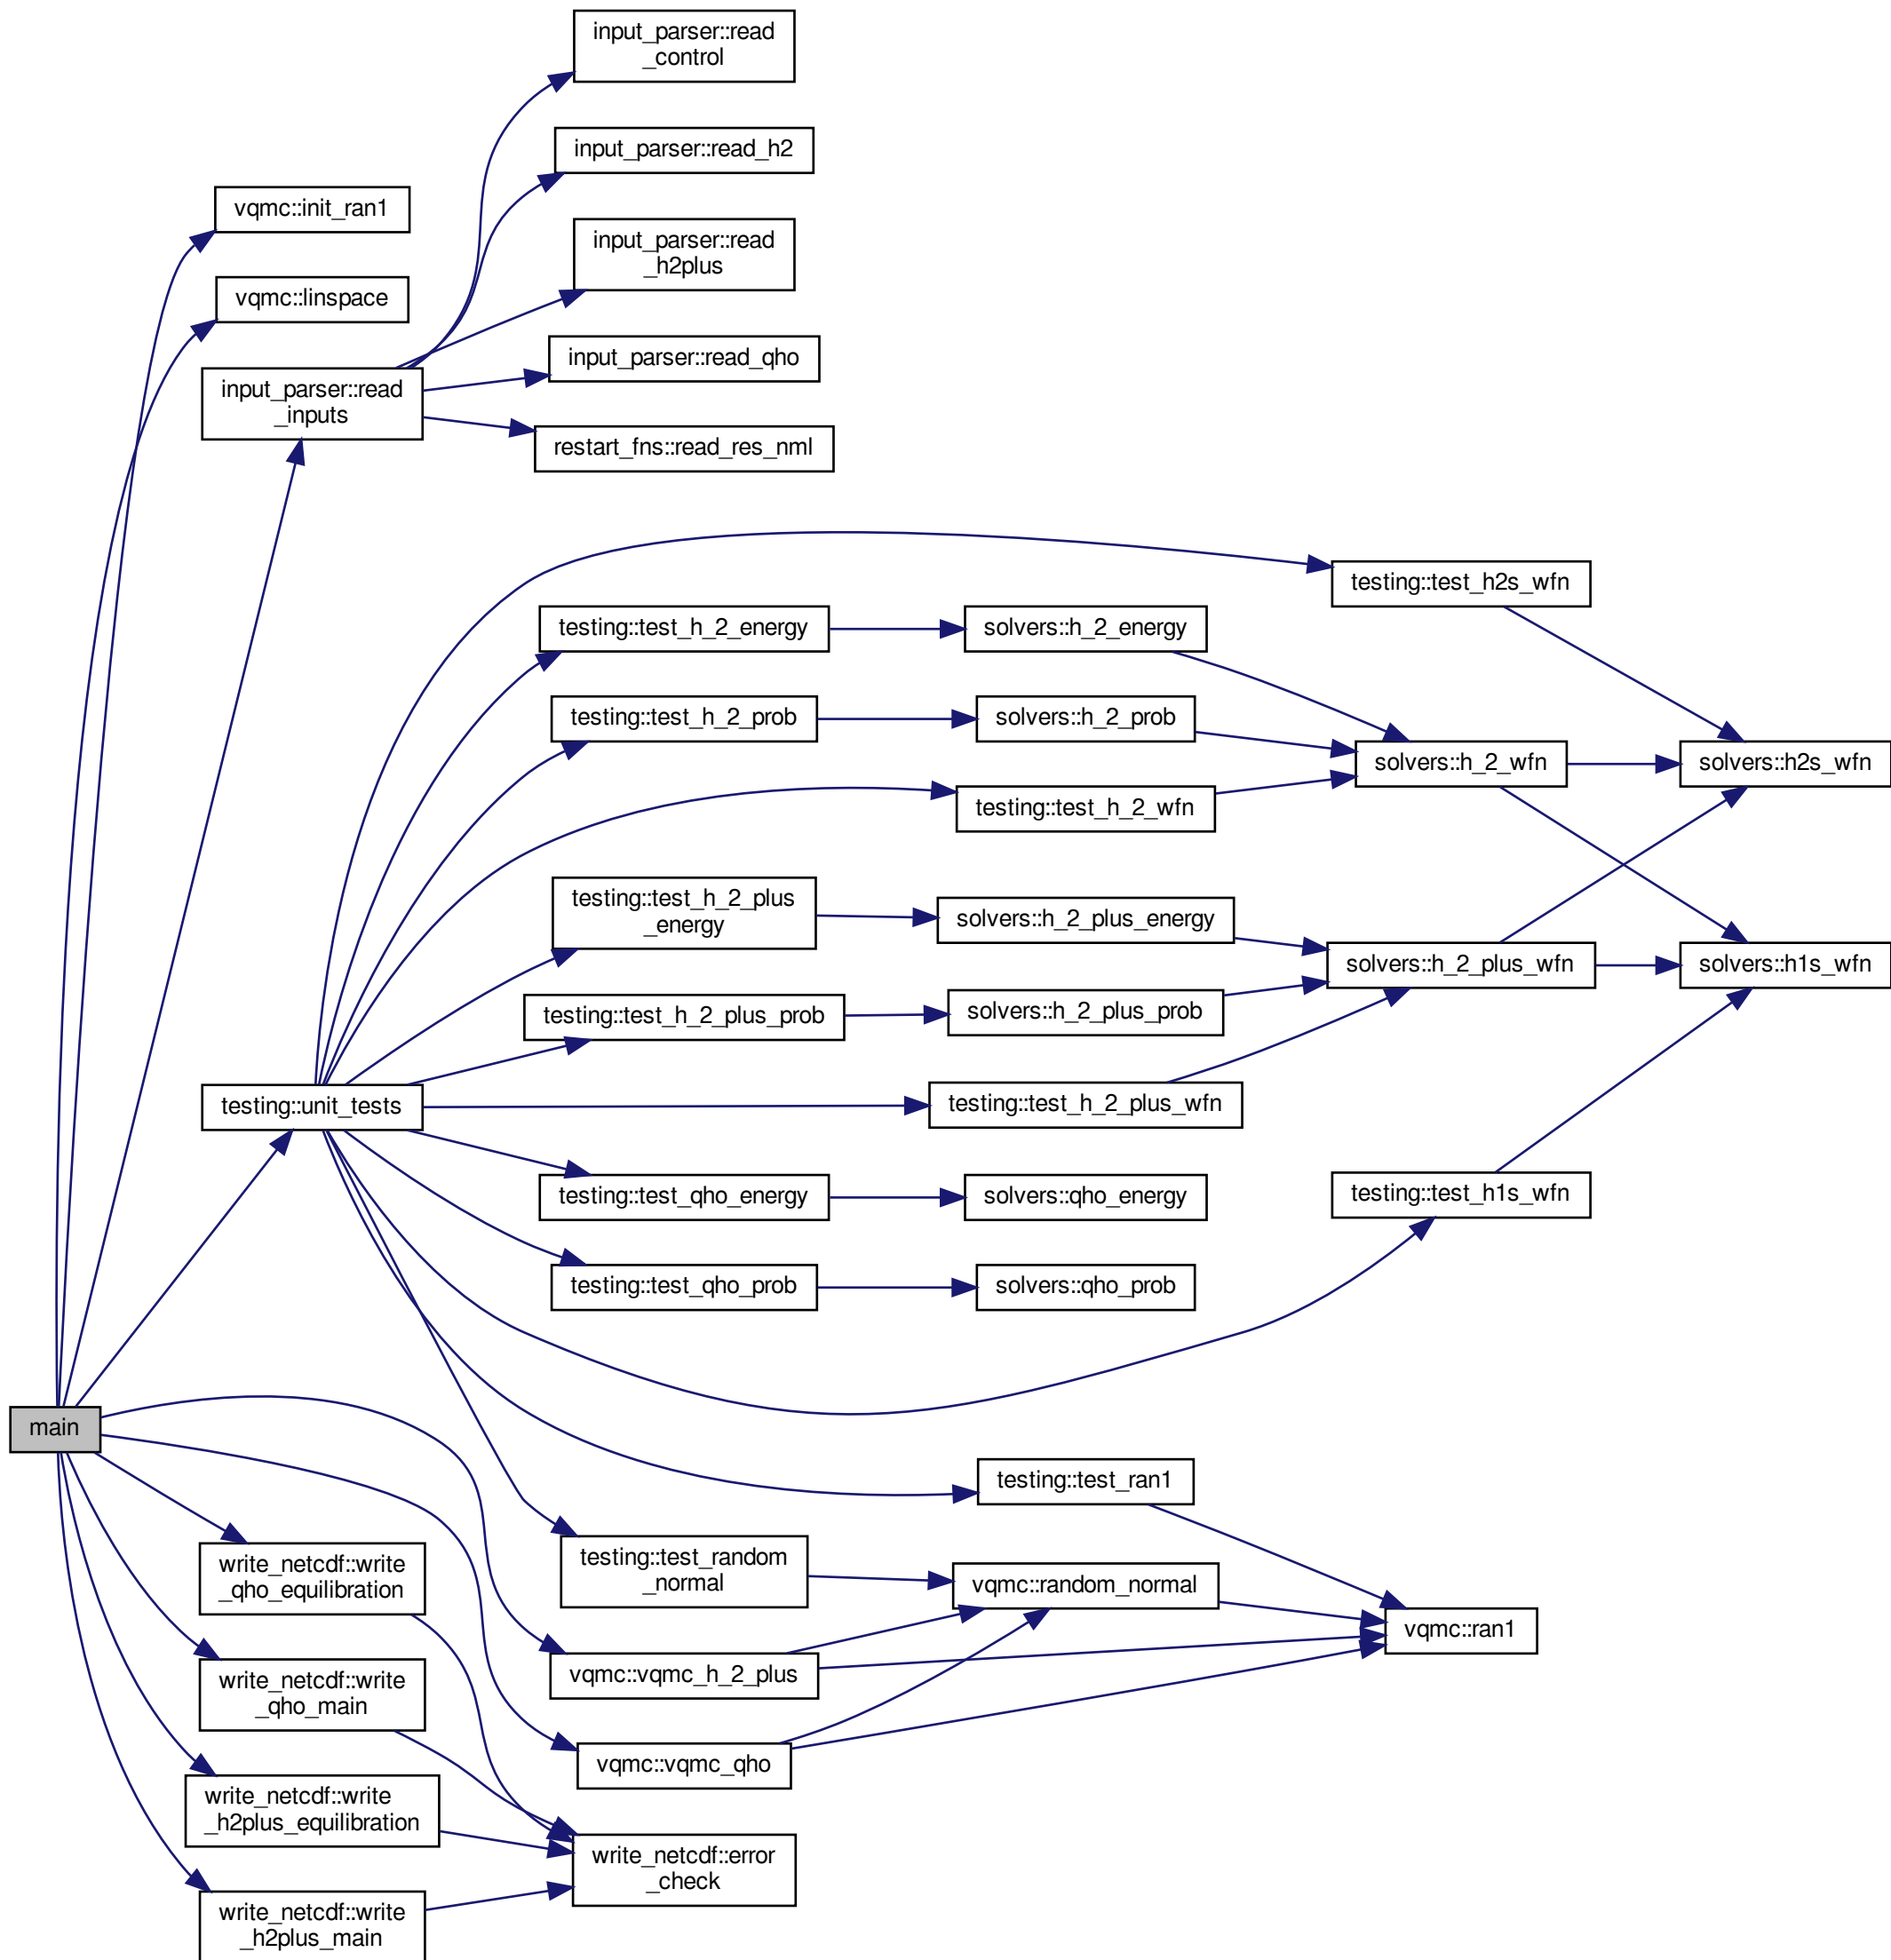 input_parser::read
_control
input_parser::read_h2
vqmc::init_ran1
input_parser::read
_h2plus
vqmc::linspace
input_parser::read_qho
input_parser::read
_inputs
restart_fns::read_res_nml
testing::test_h2s_wfn
testing::test_h_2_energy
solvers::h_2_energy
testing::test_h_2_prob
solvers::h_2_prob
solvers::h_2_wfn
solvers::h2s_wfn
testing::test_h_2_wfn
testing::test_h_2_plus
_energy
solvers::h_2_plus_energy
solvers::h_2_plus_wfn
solvers::h1s_wfn
testing::test_h_2_plus_prob
solvers::h_2_plus_prob
testing::unit_tests
testing::test_h_2_plus_wfn
testing::test_qho_energy
solvers::qho_energy
testing::test_h1s_wfn
testing::test_qho_prob
solvers::qho_prob
main
testing::test_ran1
write_netcdf::write
_qho_equilibration
testing::test_random
_normal
vqmc::random_normal
vqmc::ran1
write_netcdf::write
_qho_main
vqmc::vqmc_h_2_plus
vqmc::vqmc_qho
write_netcdf::write
_h2plus_equilibration
write_netcdf::error
_check
write_netcdf::write
_h2plus_main